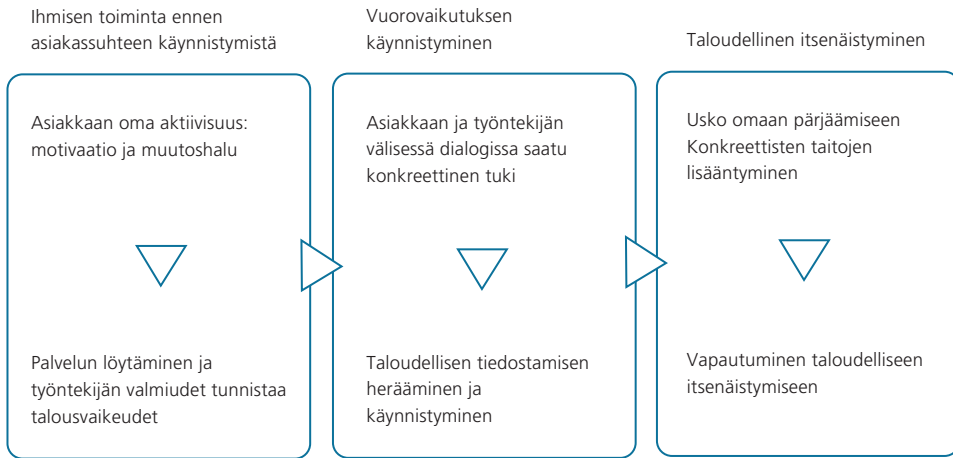 Ihmisen toiminta ennen
asiakassuhteen käynnistymistä
Asiakkaan oma aktiivisuus:
motivaatio ja muutoshalu
Palvelun löytäminen ja
työntekijän valmiudet tunnistaa
talousvaikeudet
Vuorovaikutuksen
käynnistyminen
Asiakkaan ja työntekijän
välisessä dialogissa saatu
konkreettinen tuki
Taloudellisen tiedostamisen
herääminen ja
käynnistyminen
Taloudellinen itsenäistyminen
Usko omaan pärjäämiseen
Konkreettisten taitojen
lisääntyminen
Vapautuminen taloudelliseen
itsenäistymiseen